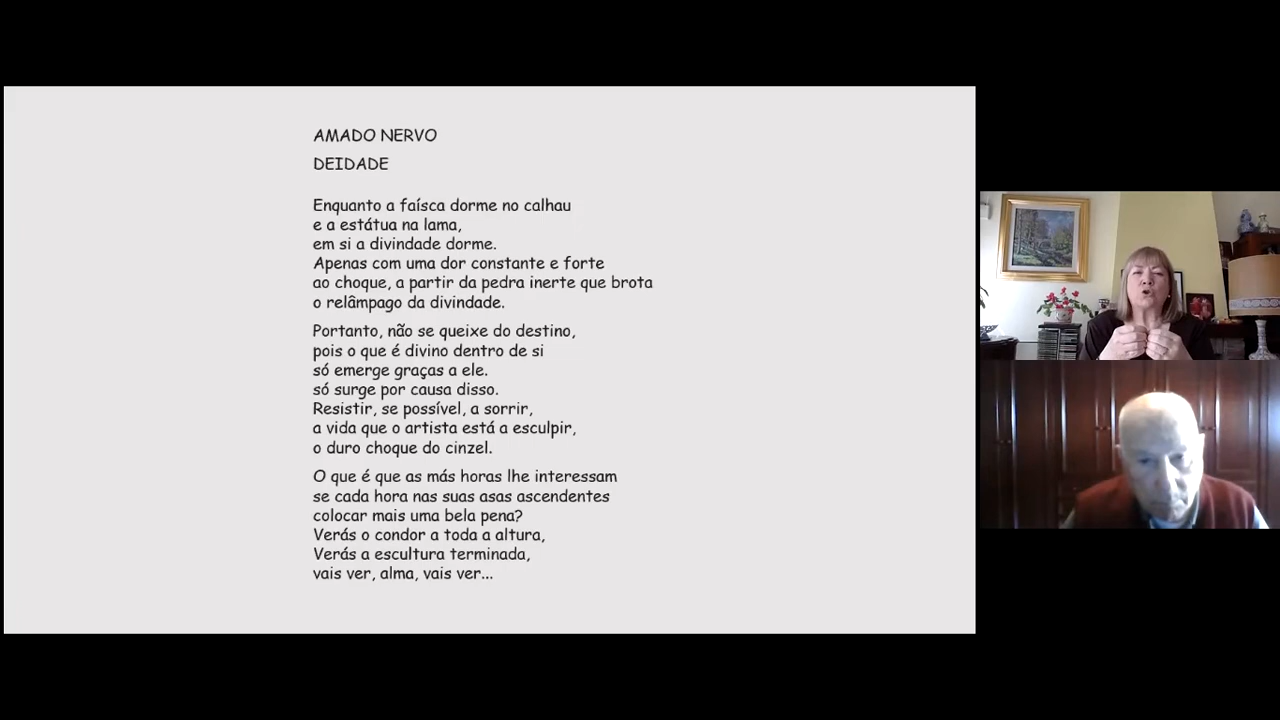 AMADO NERVO
DEIDADE
Enquanto a faísca dorme no calhau
e a estátua na lama,
em si a divindade dorme.
Apenas com uma dor constante e forte
ao choque, a partir da pedra inerte que brota
o relâmpago da divindade.
Portanto, não se queixe do destino,
pois o que é divino dentro de si
só emerge graças a ele.
só surge por causa disso.
Resistir, se possível, a sorrir,
a vida que o artista está a esculpir,
o duro choque do cinzel.
O que é que as más horas lhe interessam
se cada hora nas suas asas ascendentes
colocar mais uma bela pena?
Verás o condor a toda a altura,
Verás a escultura terminada,
vais ver, alma, vais ver...